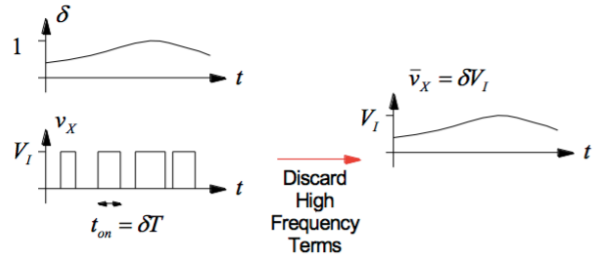 δ
1
t
v_X
V_I
t
t_on = δT
Discard
High
Frequency
Terms
v̄_X = δV_I
V_I
t